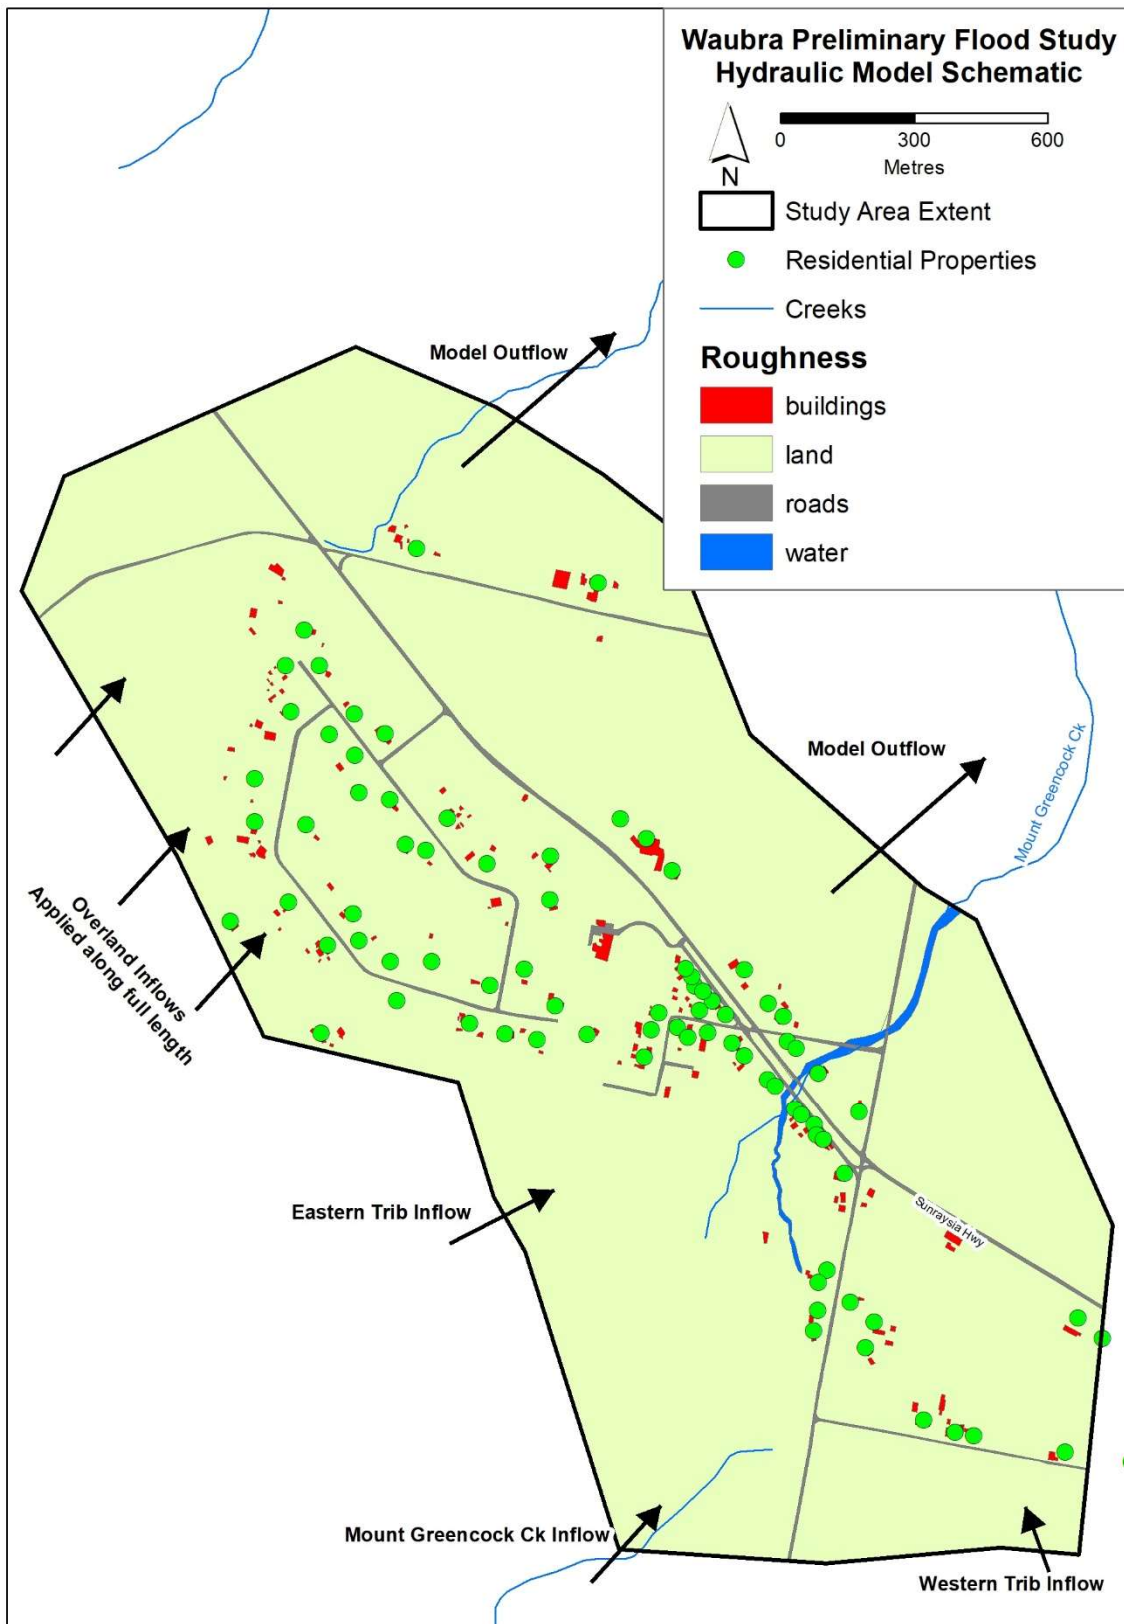 Waubra Preliminary Flood Study
Hydraulic Model Schematic
0 300 600
Metres
N
Study Area Extent
Residential Properties
Creeks
Roughness
buildings
land
roads
water
Model Outflow
Model Outflow
Mount Greencock Ck
Overland Inflows
Applied along full length
Eastern Trib Inflow
Sunraysia Hwy
Mount Greencock Ck Inflow
Western Trib Inflow